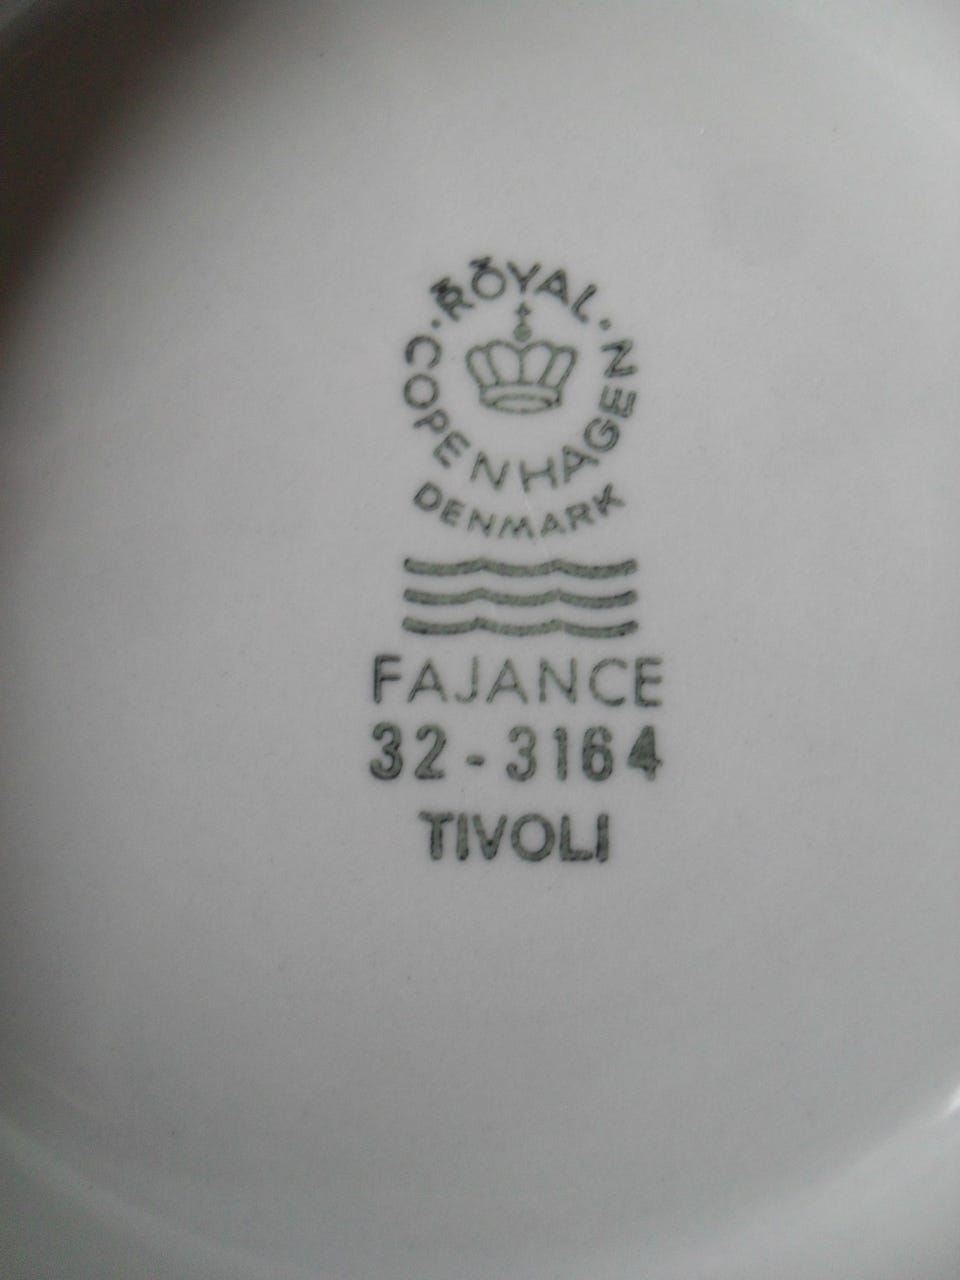 ROYAL
COPENHAGEN
DENMARK
FAJANCE
32-3164
TIVOLI